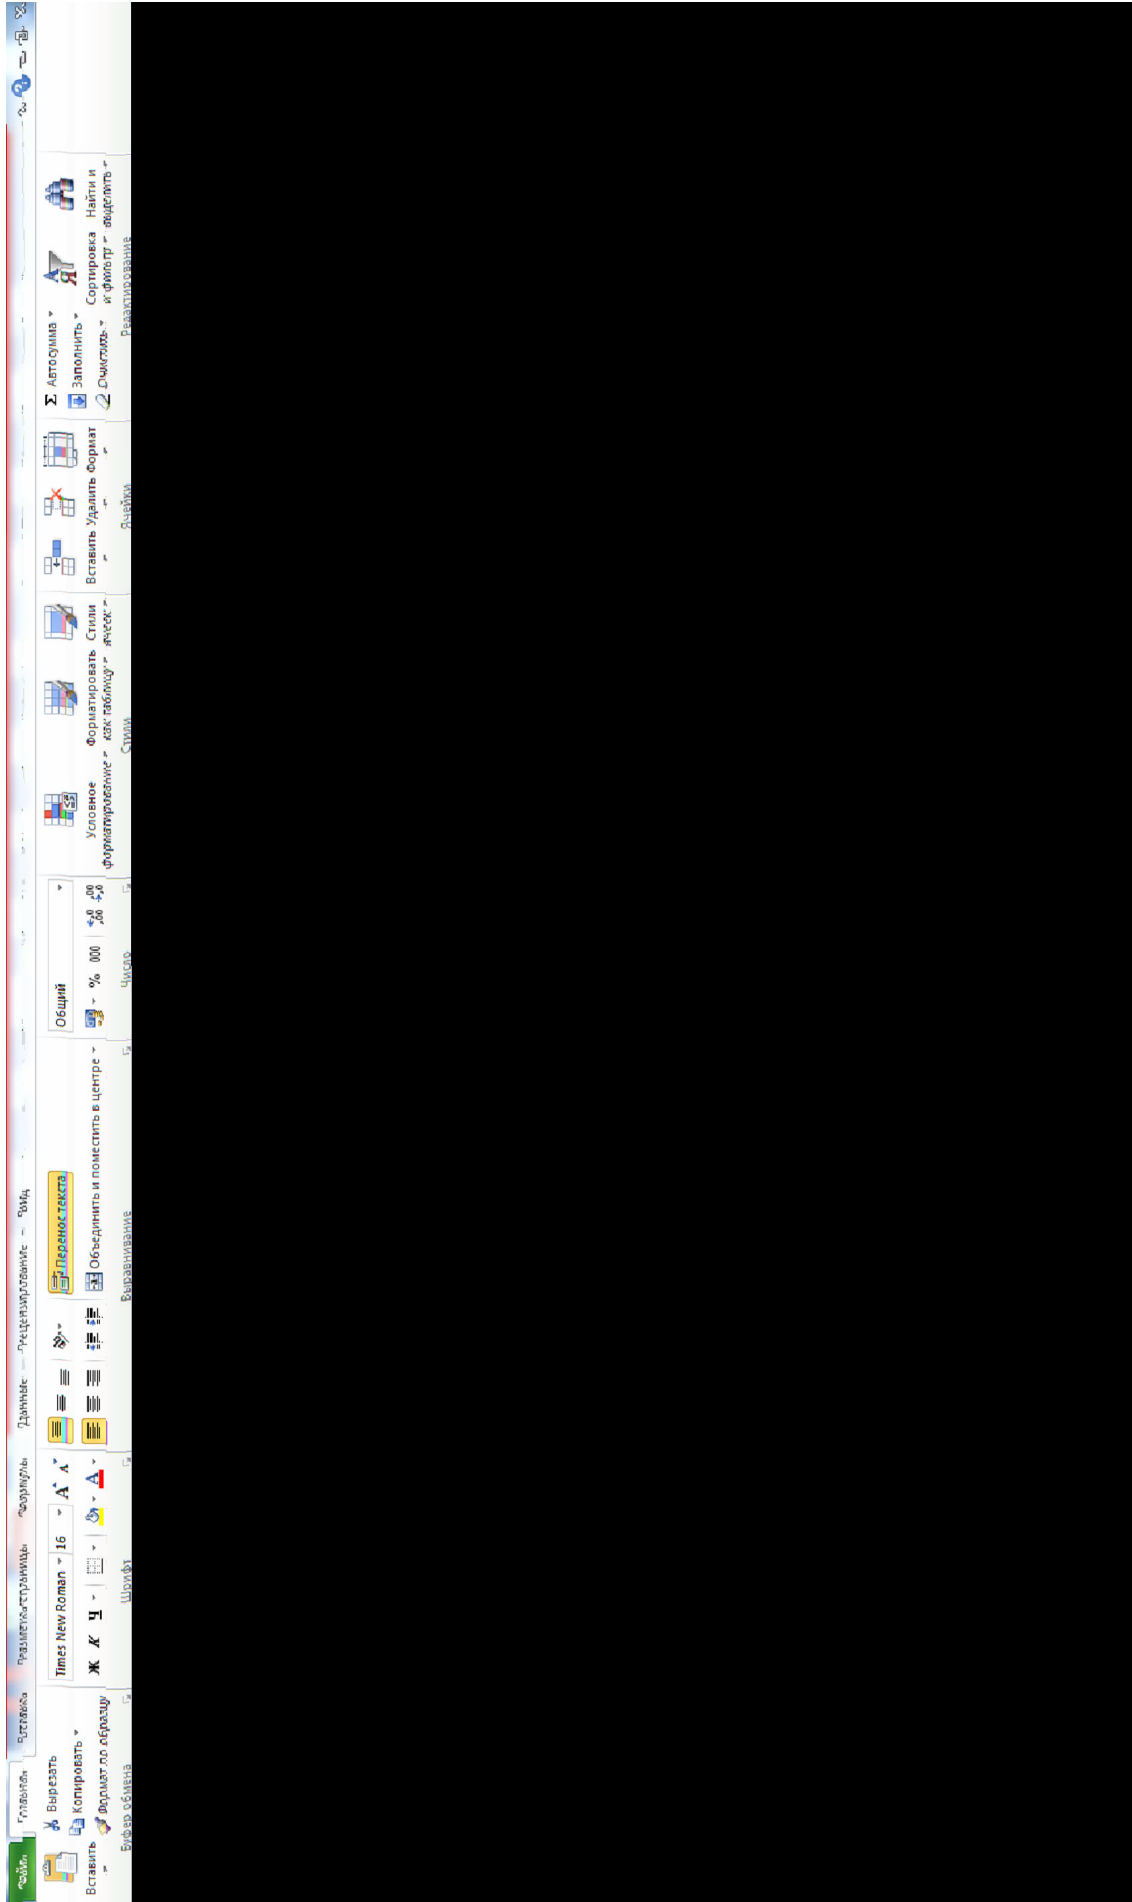 Файл Главная Вставка Разметка страницы Формулы Данные Рецензирование Вид
Вставить
Вырезать
Копировать
Формат по образцу
Буфер обмена
Times New Roman 16
Ж К Ч
Шрифт
Перенос текста
Объединить и поместить в центре
Выравнивание
Общий
% 000
Число
Условное
форматирование
Форматировать
как таблицу
Стили
ячеек
Стили
Вставить Удалить Формат
Ячейки
Σ Автосумма
Заполнить
Очистить
Сортировка
и фильтр
Найти и
выделить
Редактирование